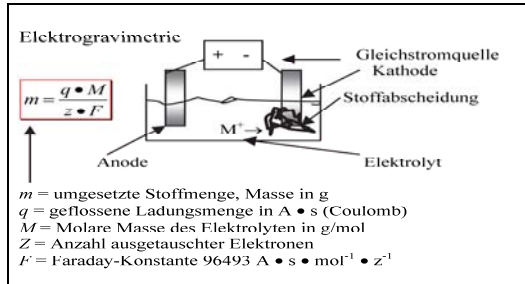 Elektrogravimetric
+ -
Gleichstromquelle
Kathode
m = q • M / z • F
Stoffabscheidung
M⁺→
Anode
Elektrolyt
m = umgesetzte Stoffmenge, Masse in g
q = geflossene Ladungsmenge in A • s (Coulomb)
M = Molare Masse des Elektrolyten in g/mol
Z = Anzahl ausgetauschter Elektronen
F = Faraday-Konstante 96493 A • s • mol⁻¹ • z⁻¹